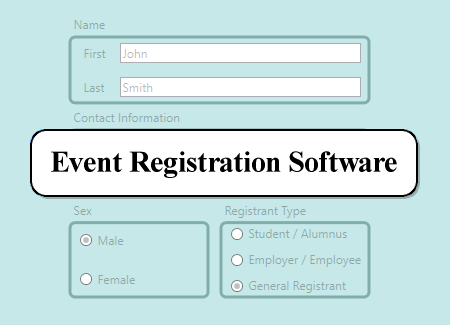 Name
First John
Last Smith
Contact Information
Event Registration Software
Sex Registrant Type
Male Student / Alumnus
Employer / Employee
Female General Registrant